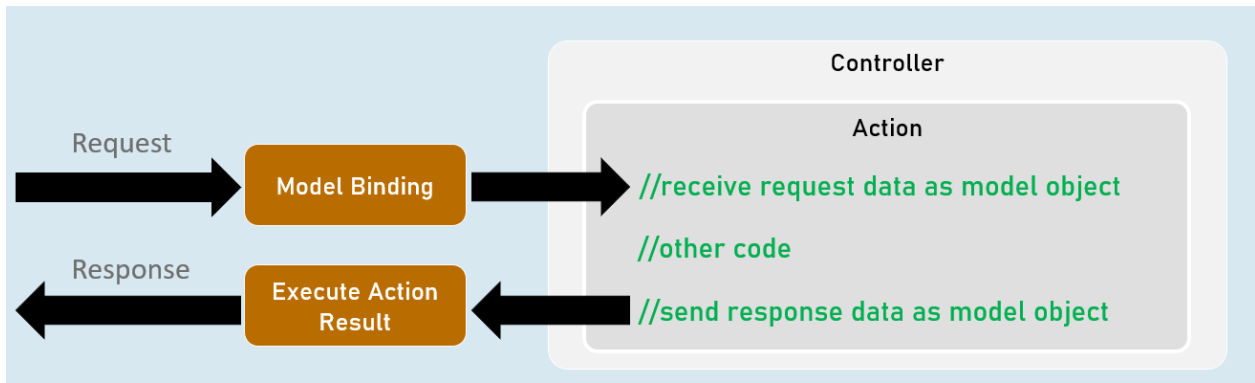 Controller
Action
Request
Model Binding
//receive request data as model object
//other code
Response
Execute Action
Result
//send response data as model object